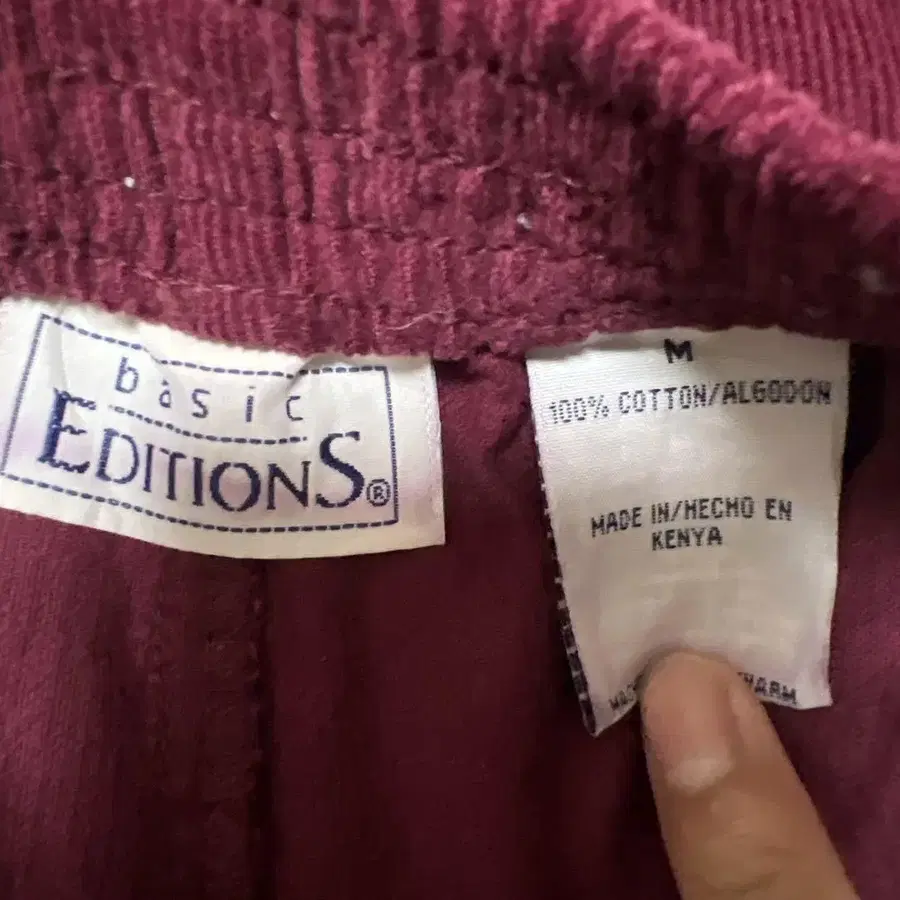 basic
EDITIONS®
M
100% COTTON/ALGODON
MADE IN/HECHO EN
KENYA